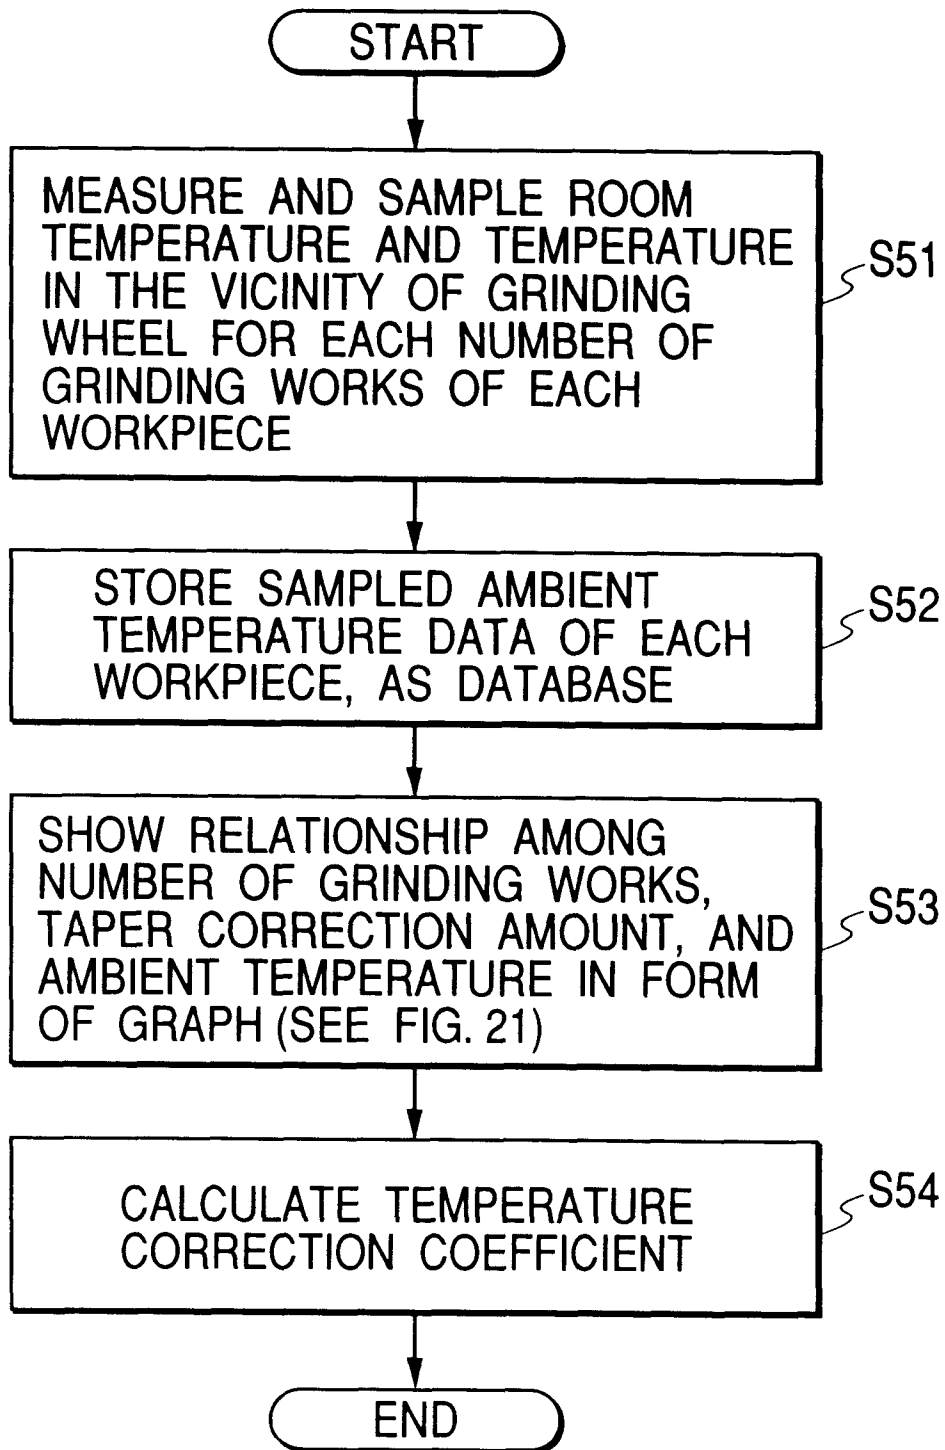 START
MEASURE AND SAMPLE ROOM
TEMPERATURE AND TEMPERATURE
IN THE VICINITY OF GRINDING
WHEEL FOR EACH NUMBER OF
GRINDING WORKS OF EACH
WORKPIECE
S51
STORE SAMPLED AMBIENT
TEMPERATURE DATA OF EACH
WORKPIECE, AS DATABASE
S52
SHOW RELATIONSHIP AMONG
NUMBER OF GRINDING WORKS,
TAPER CORRECTION AMOUNT, AND
AMBIENT TEMPERATURE IN FORM
OF GRAPH (SEE FIG. 21)
S53
CALCULATE TEMPERATURE
CORRECTION COEFFICIENT
S54
END